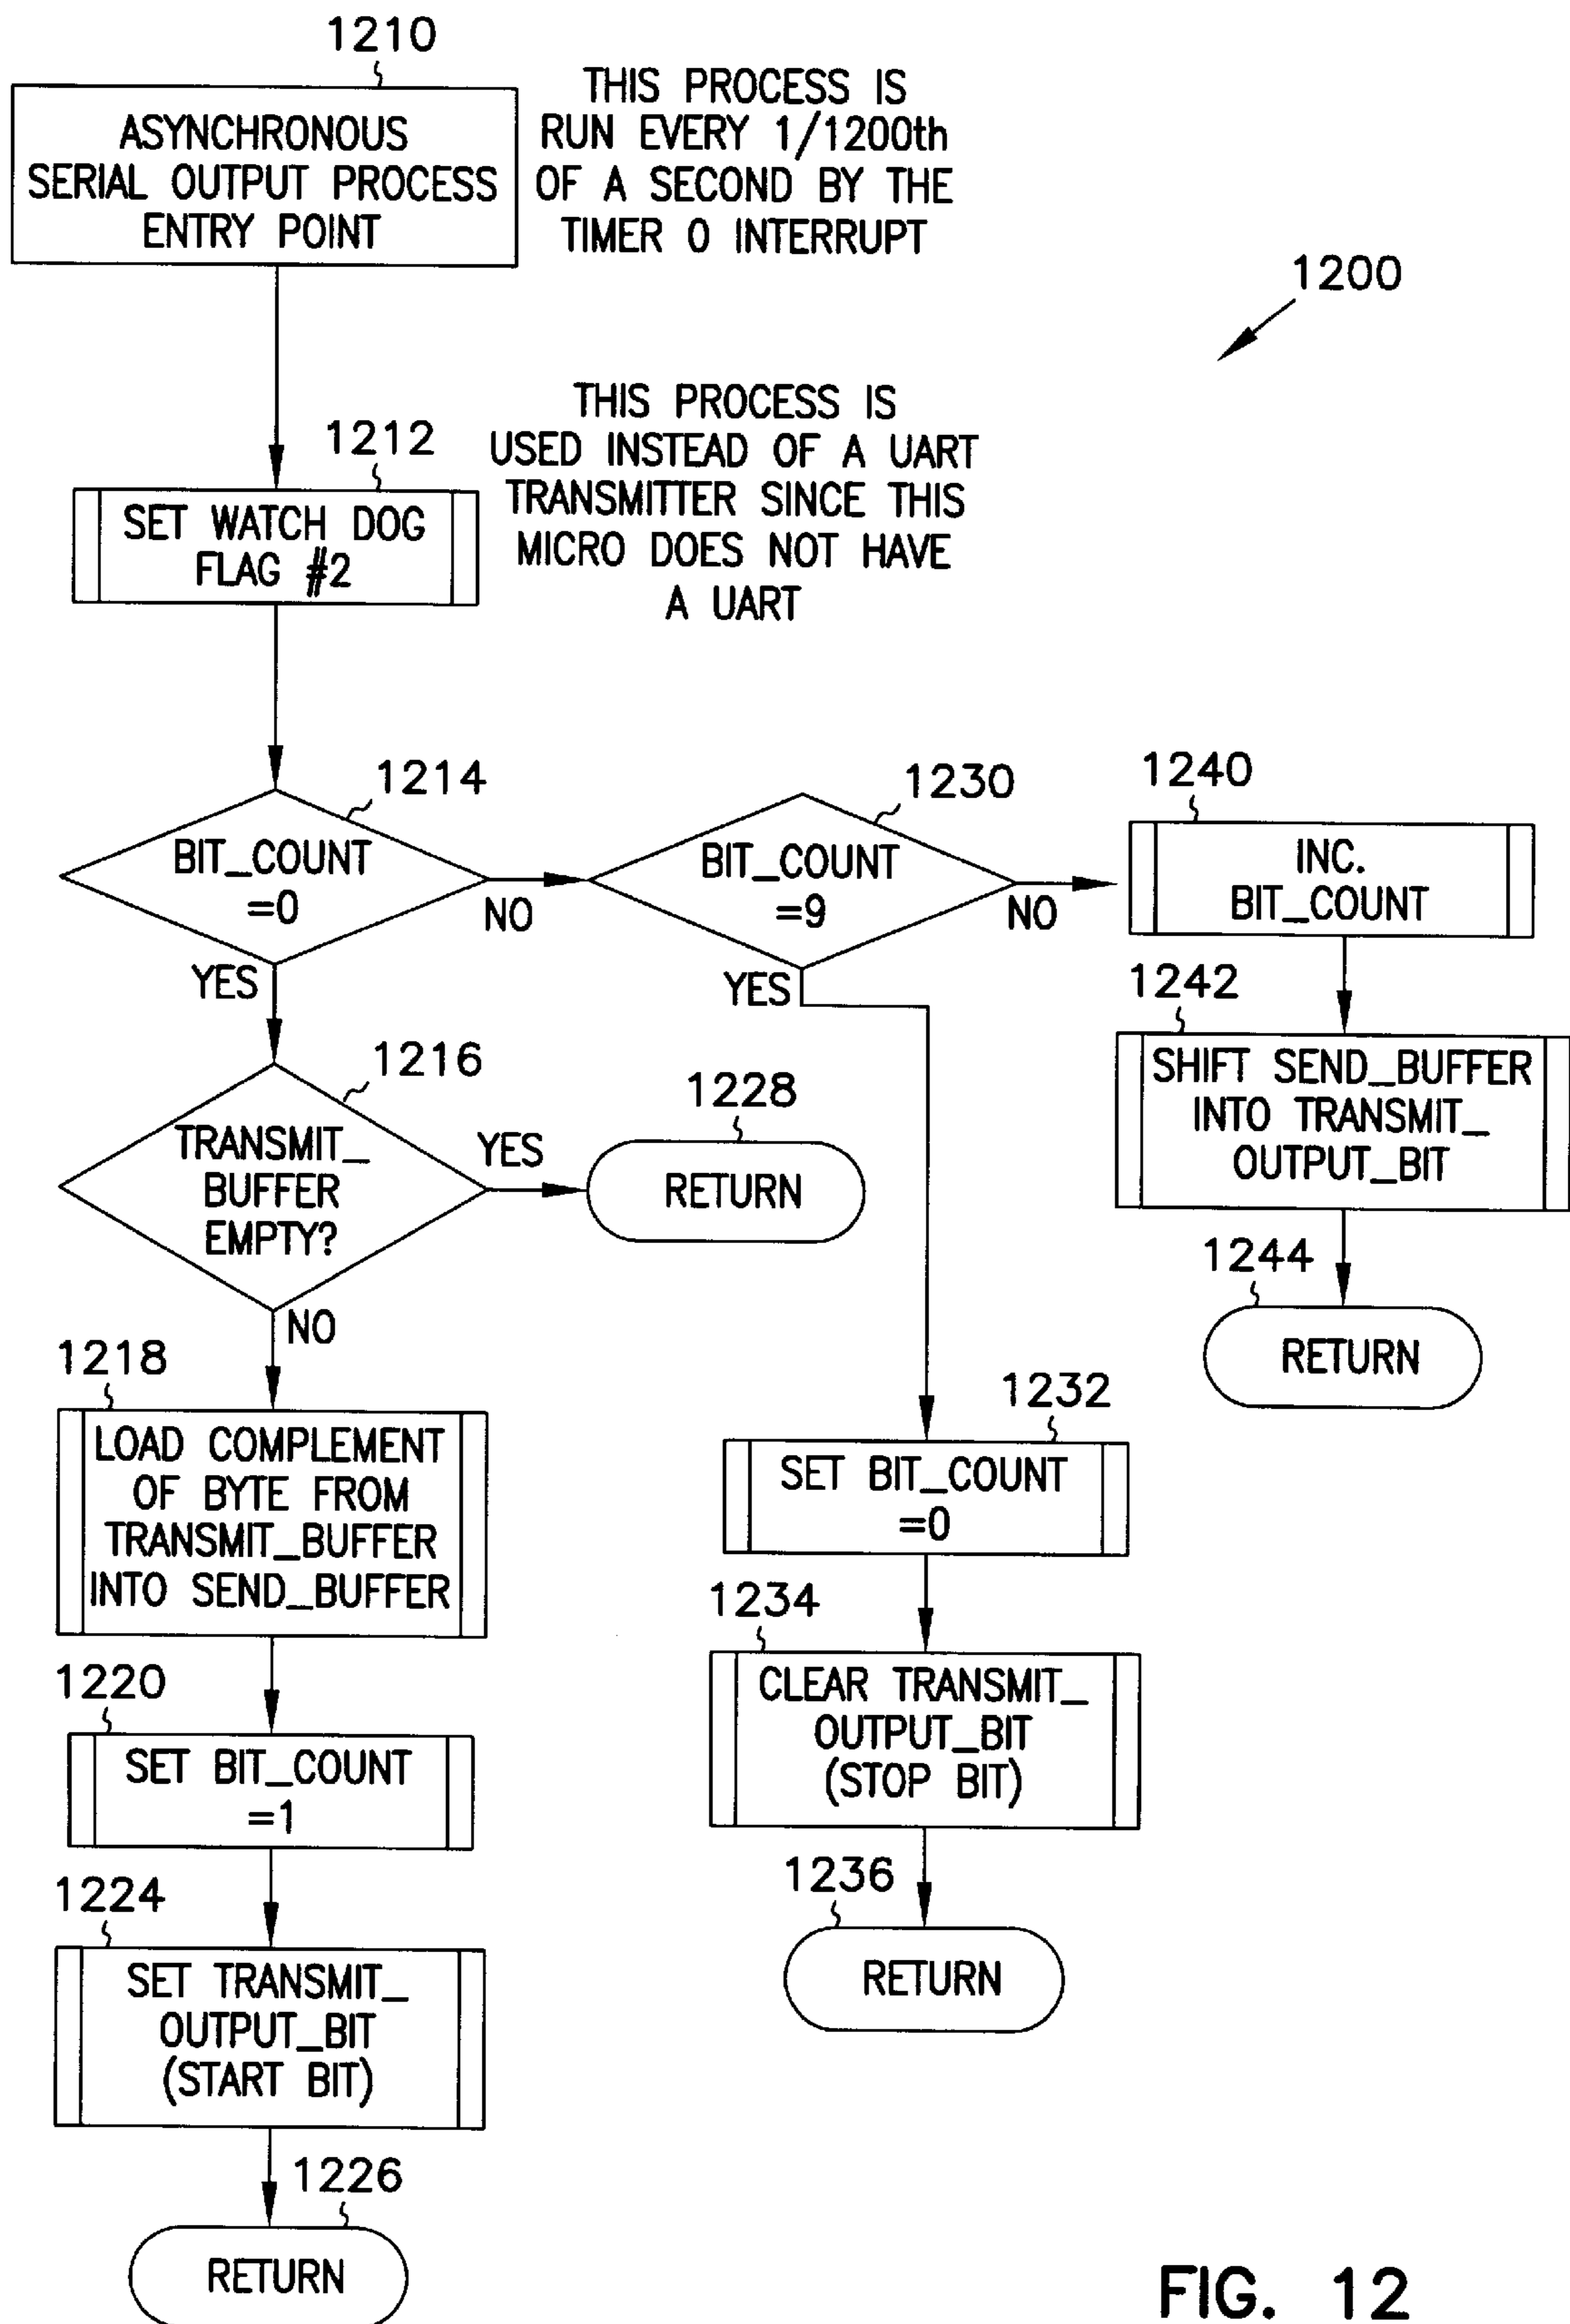 1210
ASYNCHRONOUS
SERIAL OUTPUT PROCESS
ENTRY POINT
THIS PROCESS IS
RUN EVERY 1/1200th
OF A SECOND BY THE
TIMER 0 INTERRUPT
1200
1212
SET WATCH DOG
FLAG #2
THIS PROCESS IS
USED INSTEAD OF A UART
TRANSMITTER SINCE THIS
MICRO DOES NOT HAVE
A UART
1214
BIT_COUNT
=0
NO
YES
1230
BIT_COUNT
=9
NO
YES
1240
INC.
BIT_COUNT
1242
SHIFT SEND_BUFFER
INTO TRANSMIT_
OUTPUT_BIT
1244
RETURN
1216
TRANSMIT_
BUFFER
EMPTY?
YES
NO
1228
RETURN
1218
LOAD COMPLEMENT
OF BYTE FROM
TRANSMIT_BUFFER
INTO SEND_BUFFER
1220
SET BIT_COUNT
=1
1224
SET TRANSMIT_
OUTPUT_BIT
(START BIT)
1226
RETURN
1232
SET BIT_COUNT
=0
1234
CLEAR TRANSMIT_
OUTPUT_BIT
(STOP BIT)
1236
RETURN
FIG. 12